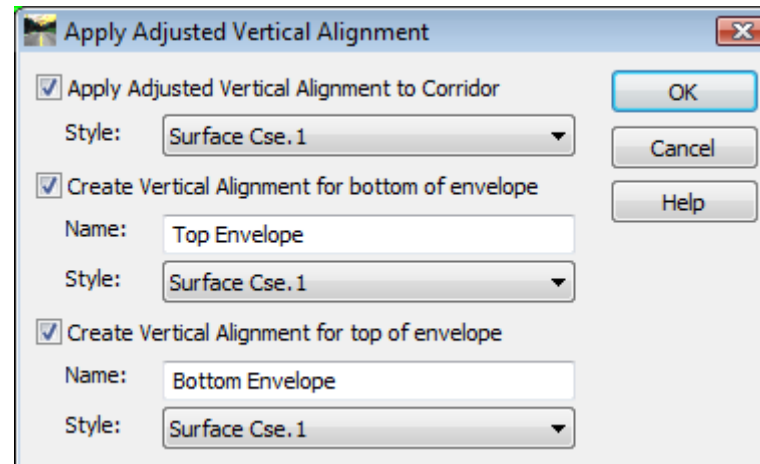 Apply Adjusted Vertical Alignment
Apply Adjusted Vertical Alignment to Corridor
OK
Style: Surface Cse.1
Cancel
Create Vertical Alignment for bottom of envelope
Help
Name: Top Envelope
Style: Surface Cse.1
Create Vertical Alignment for top of envelope
Name: Bottom Envelope
Style: Surface Cse.1